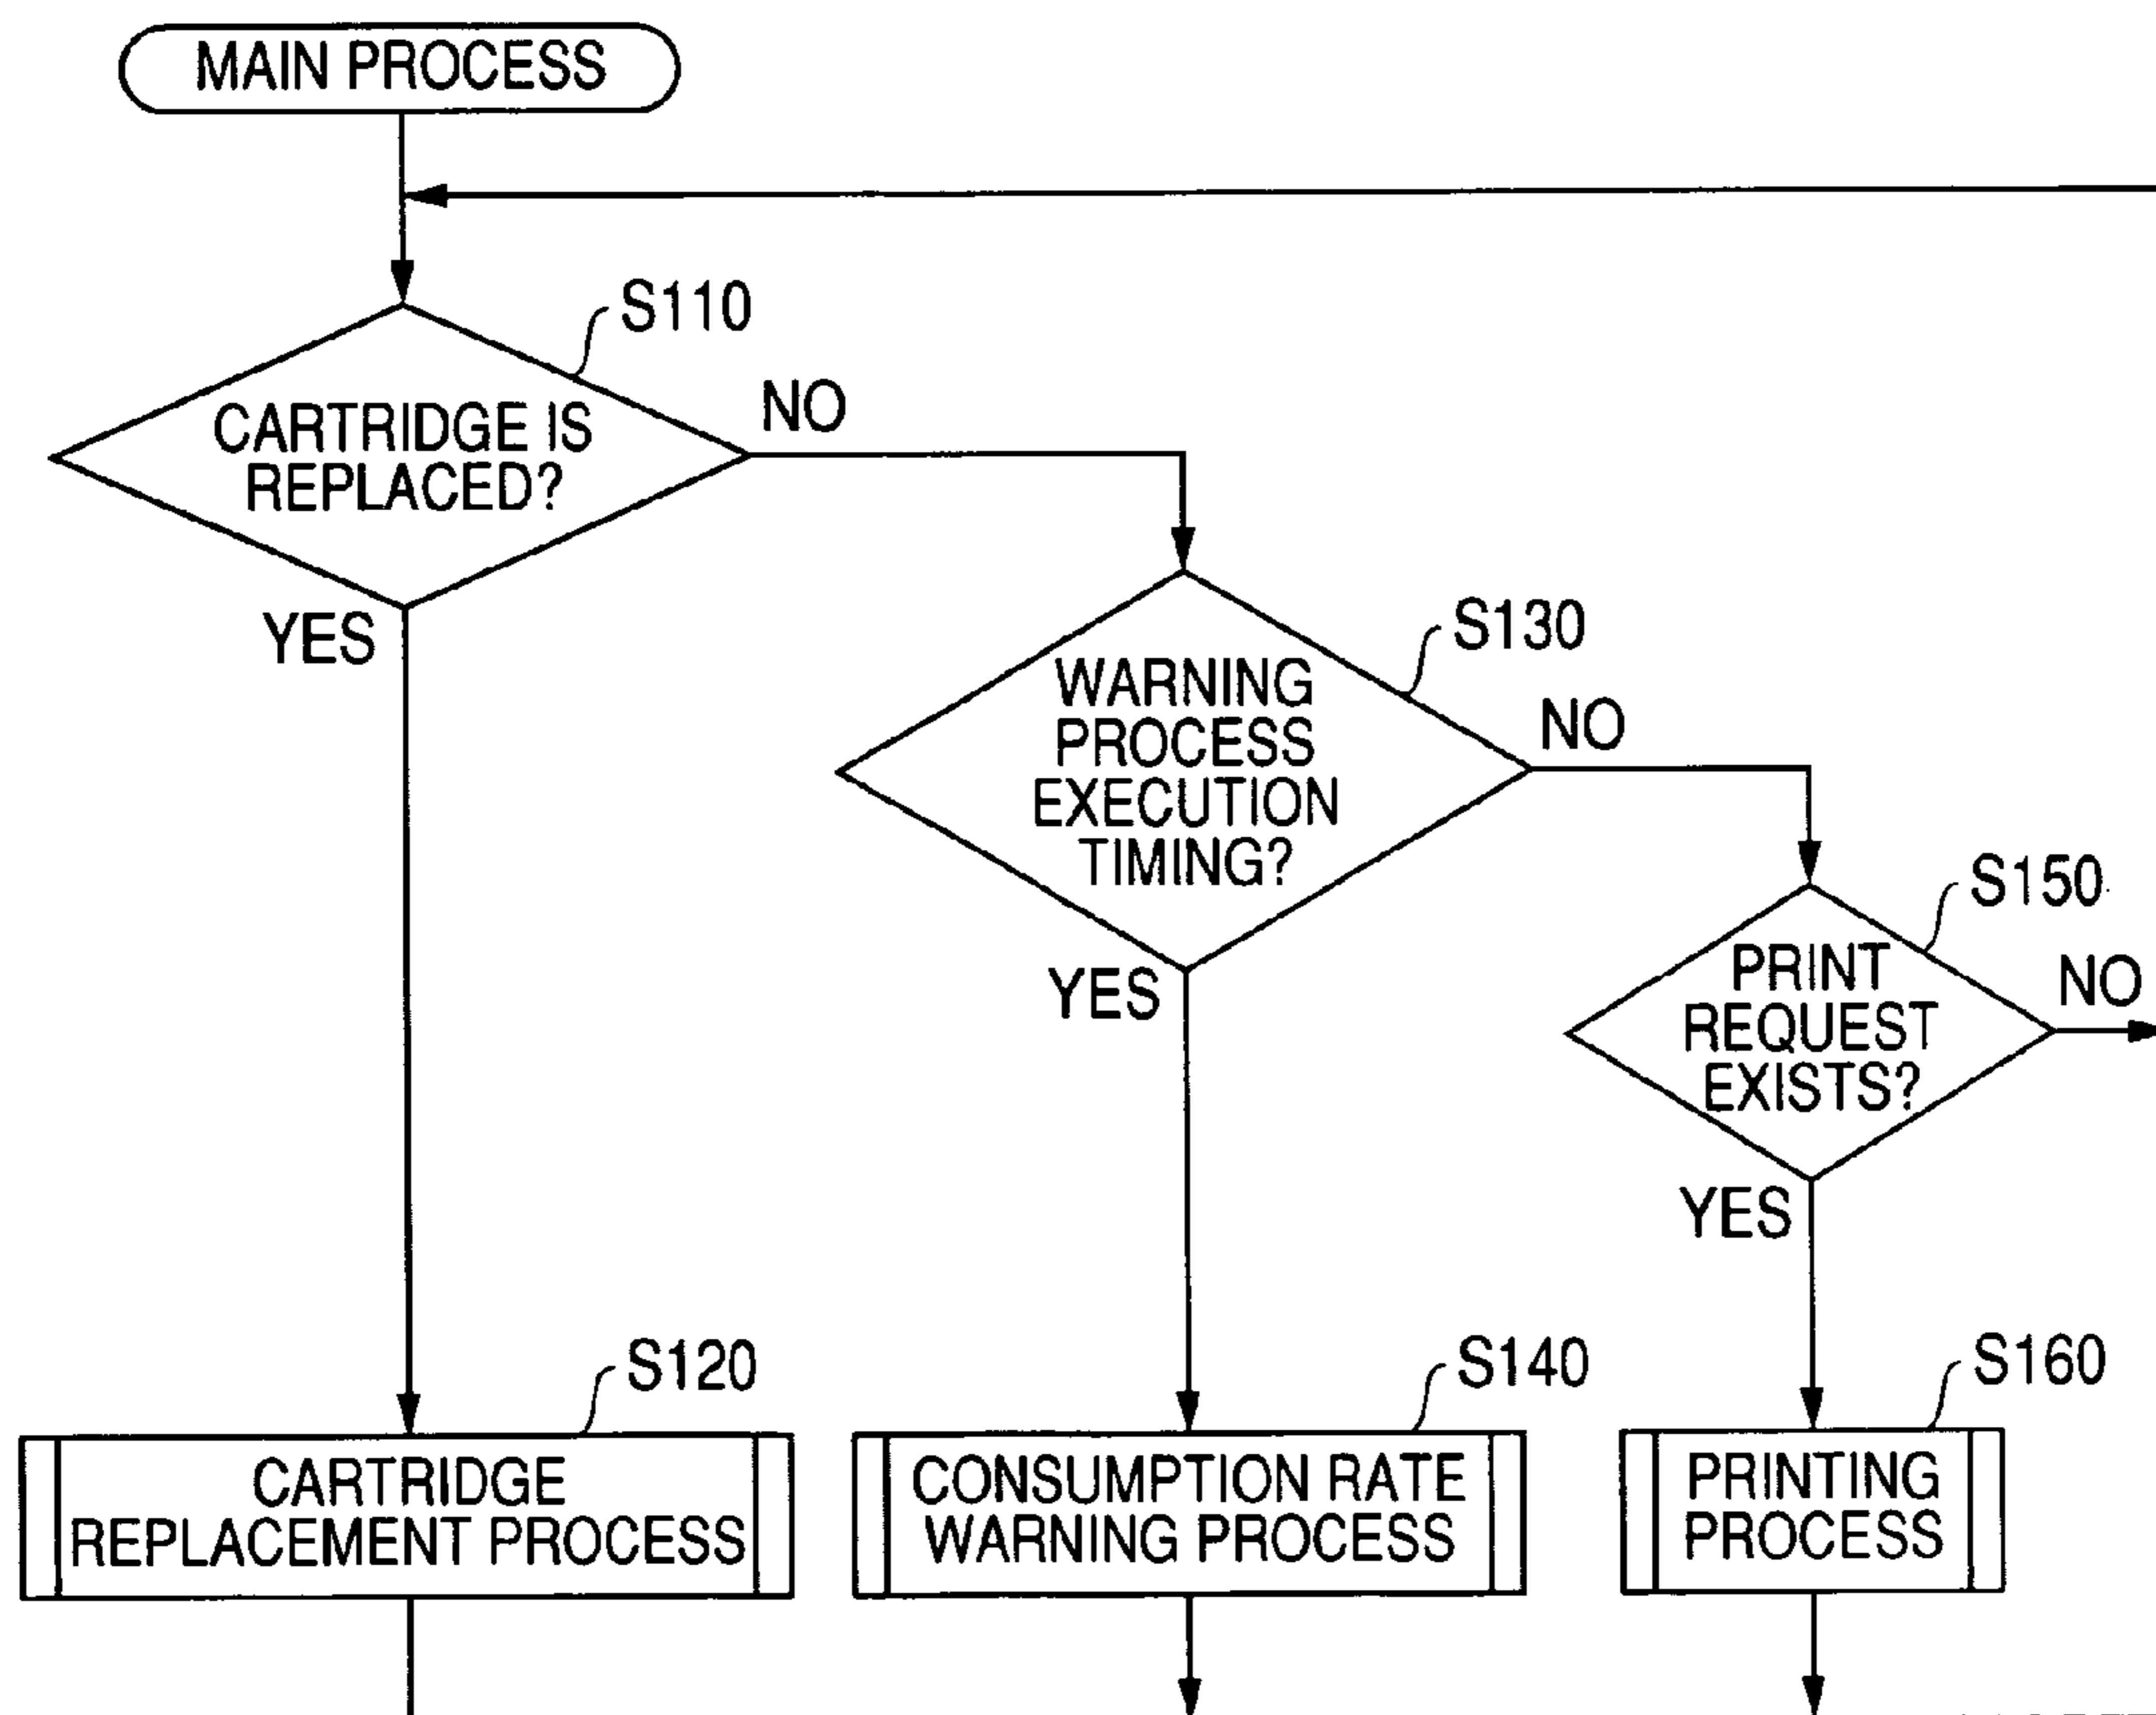 MAIN PROCESS
S110
CARTRIDGE IS
REPLACED?
NO
YES
S130
WARNING
PROCESS
EXECUTION
TIMING?
NO
YES
S150
PRINT
REQUEST
EXISTS?
NO
YES
S120
CARTRIDGE
REPLACEMENT PROCESS
S140
CONSUMPTION RATE
WARNING PROCESS
S160
PRINTING
PROCESS